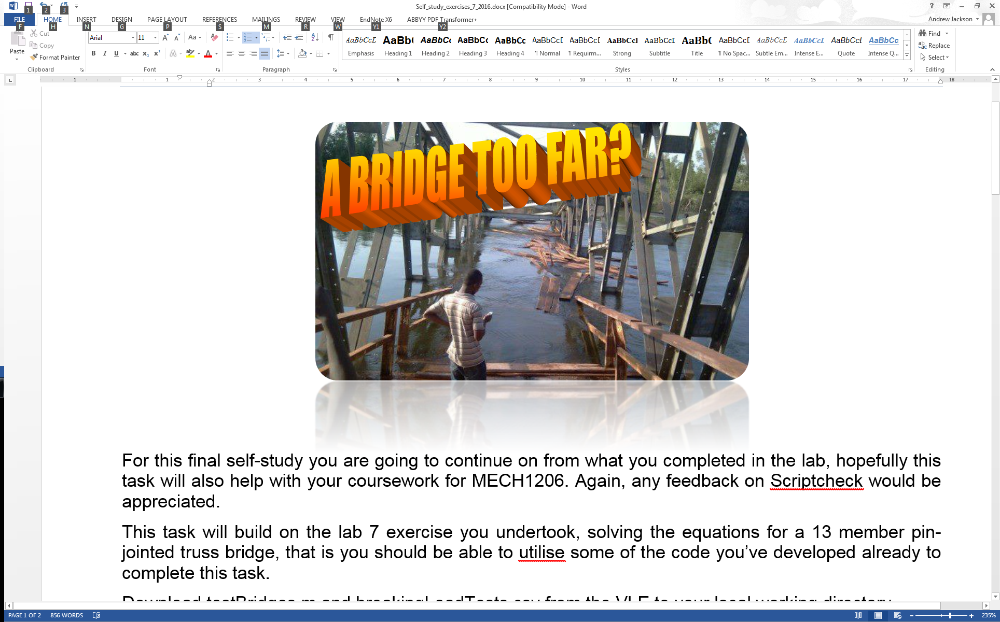 Self_study_exercises_7_2016.docx [Compatibility Mode] - Word
1 2 3
FILE HOME INSERT DESIGN PAGE LAYOUT REFERENCES MAILINGS REVIEW VIEW EndNote X6 ABBYY PDF Transformer+
Andrew Jackson
F H N G P S M R W Y1 Y2
Paste
Cut
Copy
Format Painter
Clipboard
Arial 11
Font
Paragraph
AaBbCcL AaBb( AaBbCc AaBbCc AaBbCc AaBbCcD AaBbCcD AaBbCcl AaBbCcI AaBb( AaBbCcD AaBbCcL AaBbCcL AaBbCcL AaBbCc
Emphasis Heading 1 Heading 2 Heading 3 Heading 4 ¶ Normal ¶ Requirm... Strong Subtitle Title ¶ No Spac... Subtle Em... Intense E... Quote Intense Q...
Styles
Find
Replace
Select
Editing
1 1 2 3 4 5 6 7 8 9 10 11 12 13 14 15 16 17 18
A BRIDGE TOO FAR?
For this final self-study you are going to continue on from what you completed in the lab, hopefully this
task will also help with your coursework for MECH1206. Again, any feedback on Scriptcheck would be
appreciated.
This task will build on the lab 7 exercise you undertook, solving the equations for a 13 member pin-
jointed truss bridge, that is you should be able to utilise some of the code you’ve developed already to
complete this task.
Download testBridges.m and breakingLoadTests.csv from the VLE to your local working directory
PAGE 1 OF 2 856 WORDS 235%